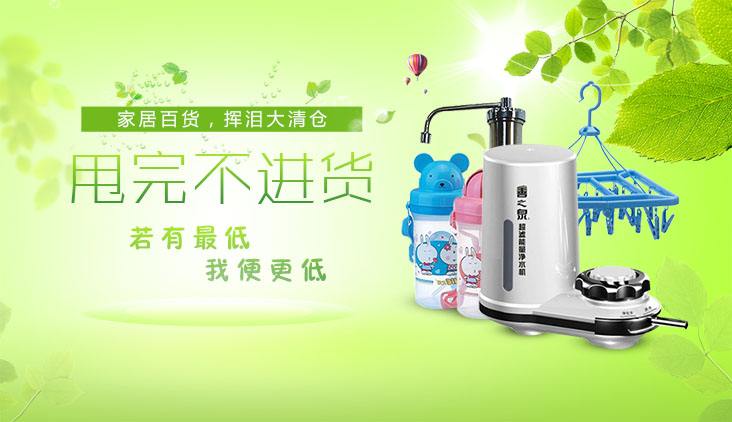 家居百货，挥泪大清仓
甩完不进货
若有最低
我便更低
善之泉
超滤能量净水机